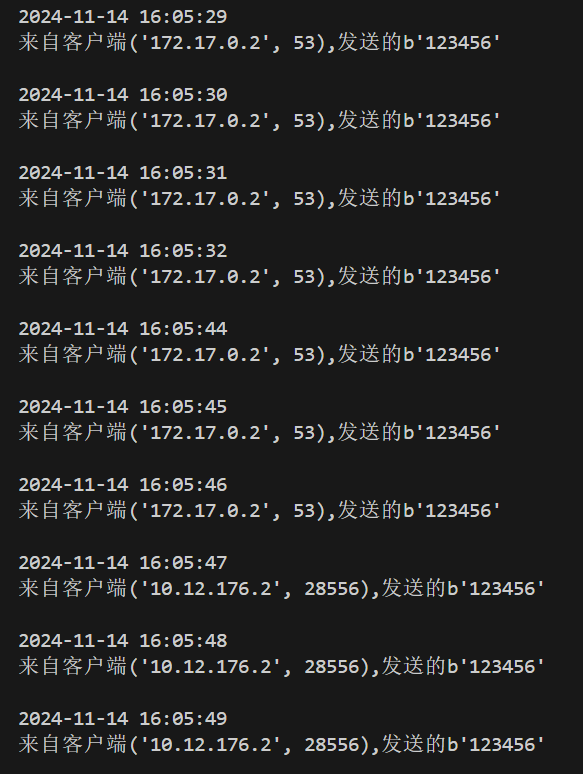 2024-11-14 16:05:29
来自客户端('172.17.0.2', 53),发送的b'123456'
2024-11-14 16:05:30
来自客户端('172.17.0.2', 53),发送的b'123456'
2024-11-14 16:05:31
来自客户端('172.17.0.2', 53),发送的b'123456'
2024-11-14 16:05:32
来自客户端('172.17.0.2', 53),发送的b'123456'
2024-11-14 16:05:44
来自客户端('172.17.0.2', 53),发送的b'123456'
2024-11-14 16:05:45
来自客户端('172.17.0.2', 53),发送的b'123456'
2024-11-14 16:05:46
来自客户端('172.17.0.2', 53),发送的b'123456'
2024-11-14 16:05:47
来自客户端('10.12.176.2', 28556),发送的b'123456'
2024-11-14 16:05:48
来自客户端('10.12.176.2', 28556),发送的b'123456'
2024-11-14 16:05:49
来自客户端('10.12.176.2', 28556),发送的b'123456'